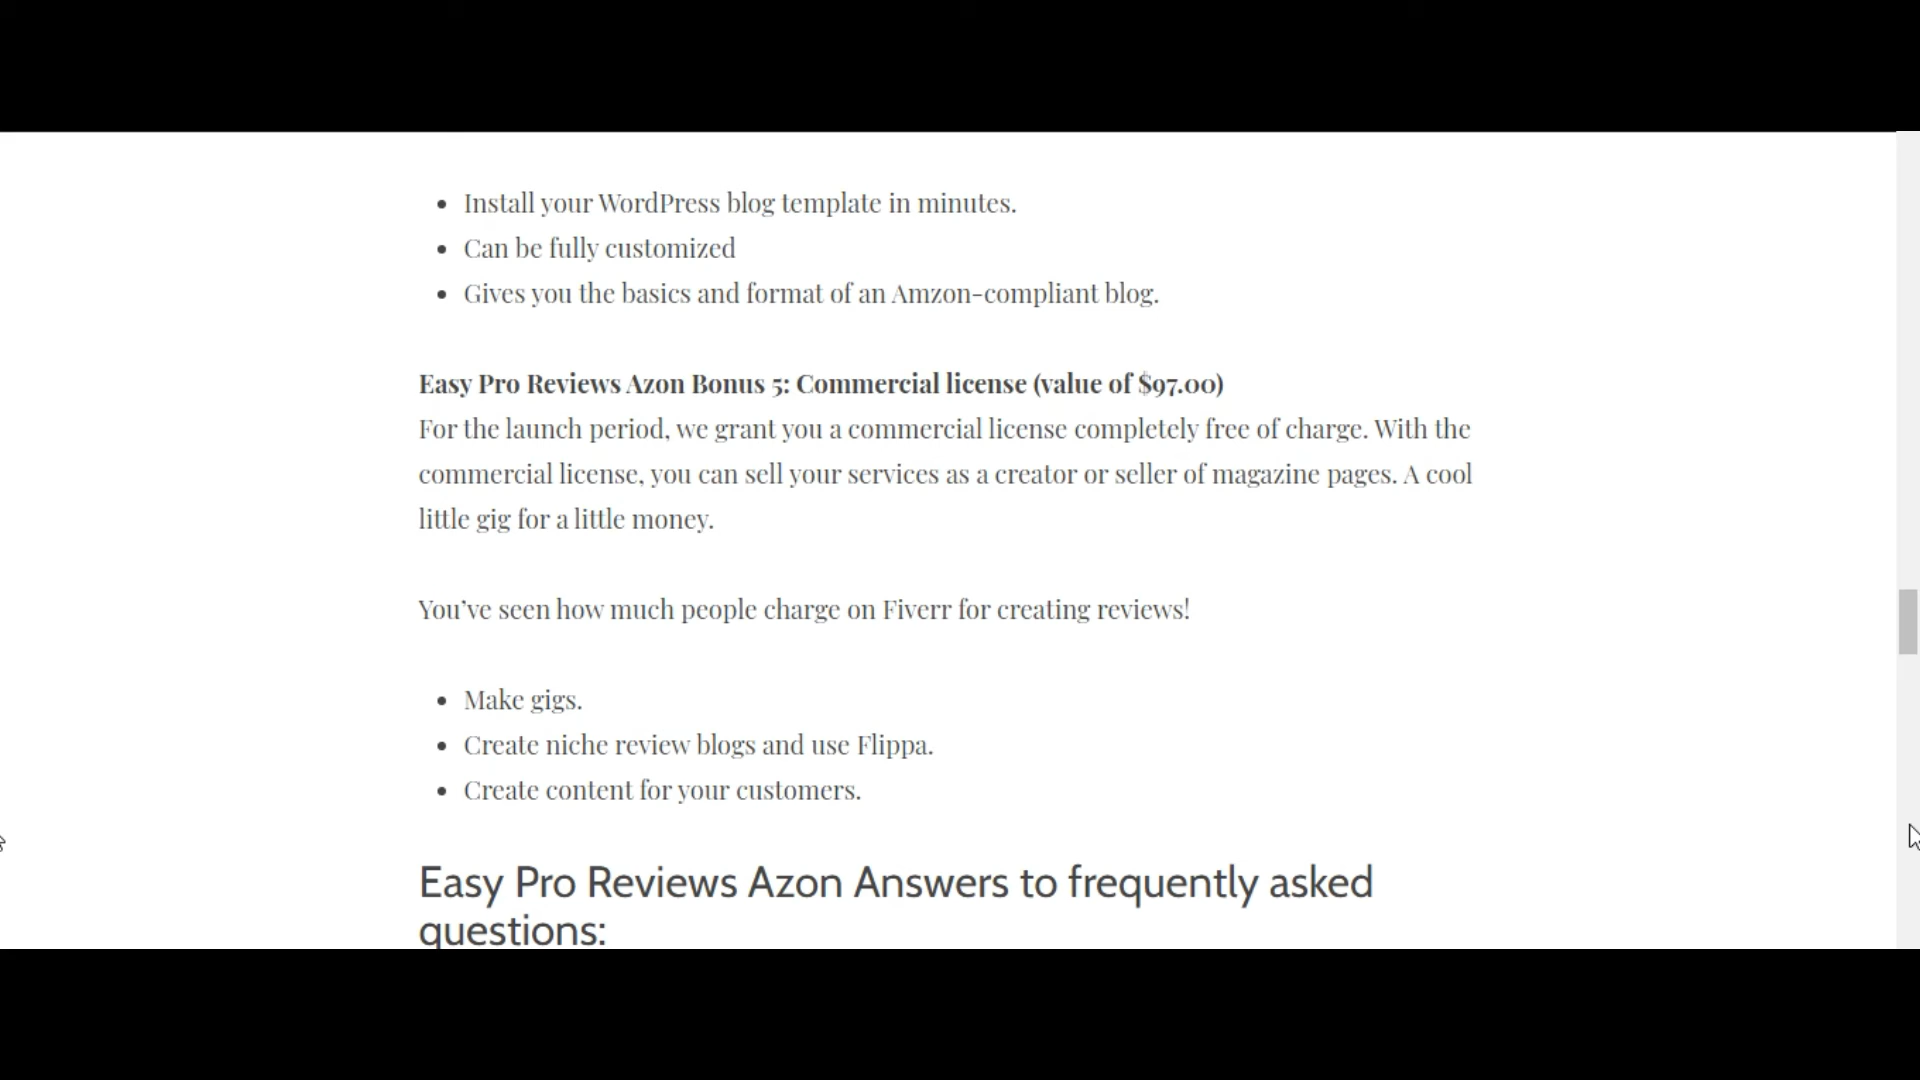 Install your WordPress blog template in minutes.
Can be fully customized
Gives you the basics and format of an Amzon-compliant blog.
Easy Pro Reviews Azon Bonus 5: Commercial license (value of $97.00)
For the launch period, we grant you a commercial license completely free of charge. With the
commercial license, you can sell your services as a creator or seller of magazine pages. A cool
little gig for a little money.
You've seen how much people charge on Fiverr for creating reviews!
Make gigs.
Create niche review blogs and use Flippa.
Create content for your customers.
Easy Pro Reviews Azon Answers to frequently asked
questions: